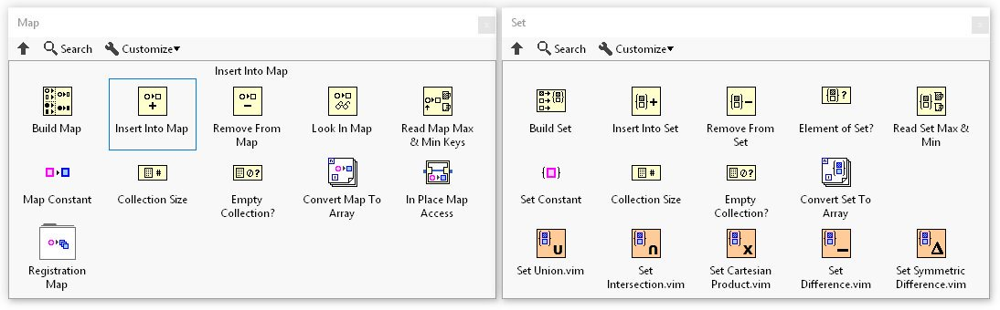 Map
Search
Customize
Insert Into Map
Build Map
Insert Into Map
Remove From
Map
Look In Map
Read Map Max
& Min Keys
Map Constant
Collection Size
Empty
Collection?
Convert Map To
Array
In Place Map
Access
Registration
Map
Set
Search
Customize
Build Set
Insert Into Set
Remove From
Set
Element of Set?
Read Set Max &
Min
Set Constant
Collection Size
Empty
Collection?
Convert Set To
Array
Set Union.vim
Set
Intersection.vim
Set Cartesian
Product.vim
Set
Difference.vim
Set Symmetric
Difference.vim